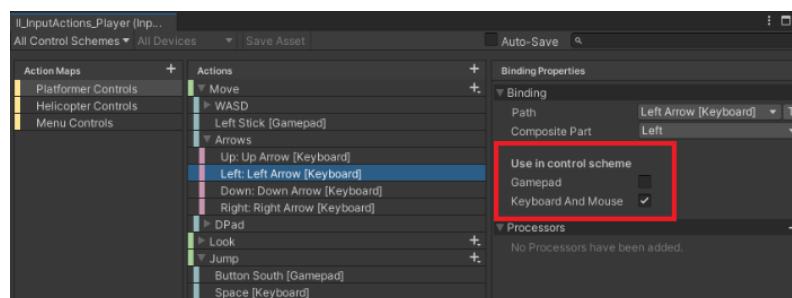 II_InputActions_Player (Inp...
All Control Schemes All Devices Save Asset Auto-Save
Action Maps + Actions + Binding Properties
Platformer Controls
Helicopter Controls
Menu Controls
Move
WASD
Left Stick [Gamepad]
Arrows
Up: Up Arrow [Keyboard]
Left: Left Arrow [Keyboard]
Down: Down Arrow [Keyboard]
Right: Right Arrow [Keyboard]
DPad
Look
Jump
Button South [Gamepad]
Space [Keyboard]
Binding
Path Left Arrow [Keyboard] T
Composite Part Left
Use in control scheme
Gamepad
Keyboard And Mouse
Processors
No Processors have been added.